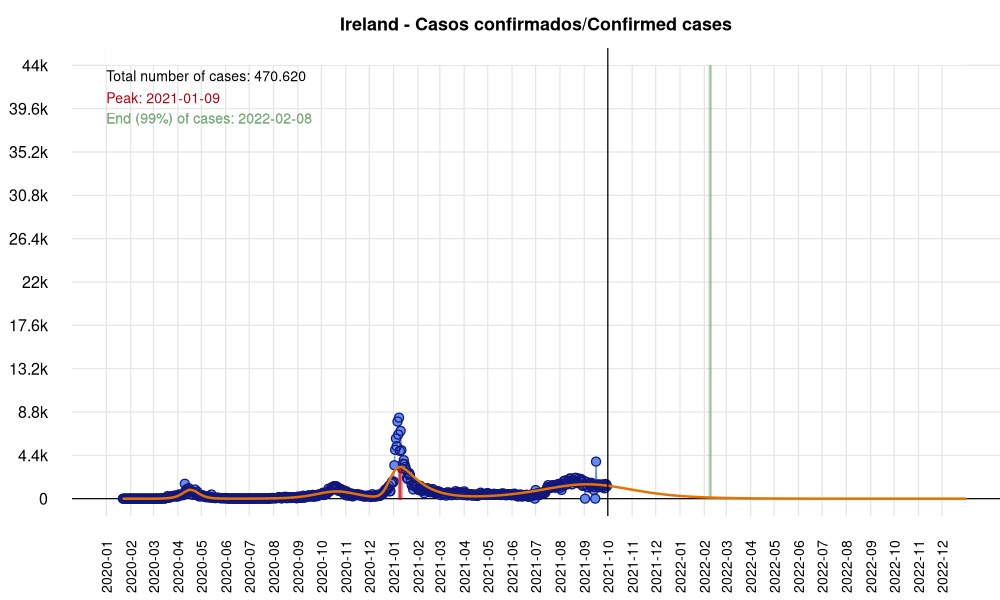 Ireland - Casos confirmados/Confirmed cases
Total number of cases: 470.620
Peak: 2021-01-09
End (99%) of cases: 2022-02-08
44k
39.6k
35.2k
30.8k
26.4k
22k
17.6k
13.2k
8.8k
4.4k
0
2020-01
2020-02
2020-03
2020-04
2020-05
2020-06
2020-07
2020-08
2020-09
2020-10
2020-11
2020-12
2021-01
2021-02
2021-03
2021-04
2021-05
2021-06
2021-07
2021-08
2021-09
2021-10
2021-11
2021-12
2022-01
2022-02
2022-03
2022-04
2022-05
2022-06
2022-07
2022-08
2022-09
2022-10
2022-11
2022-12